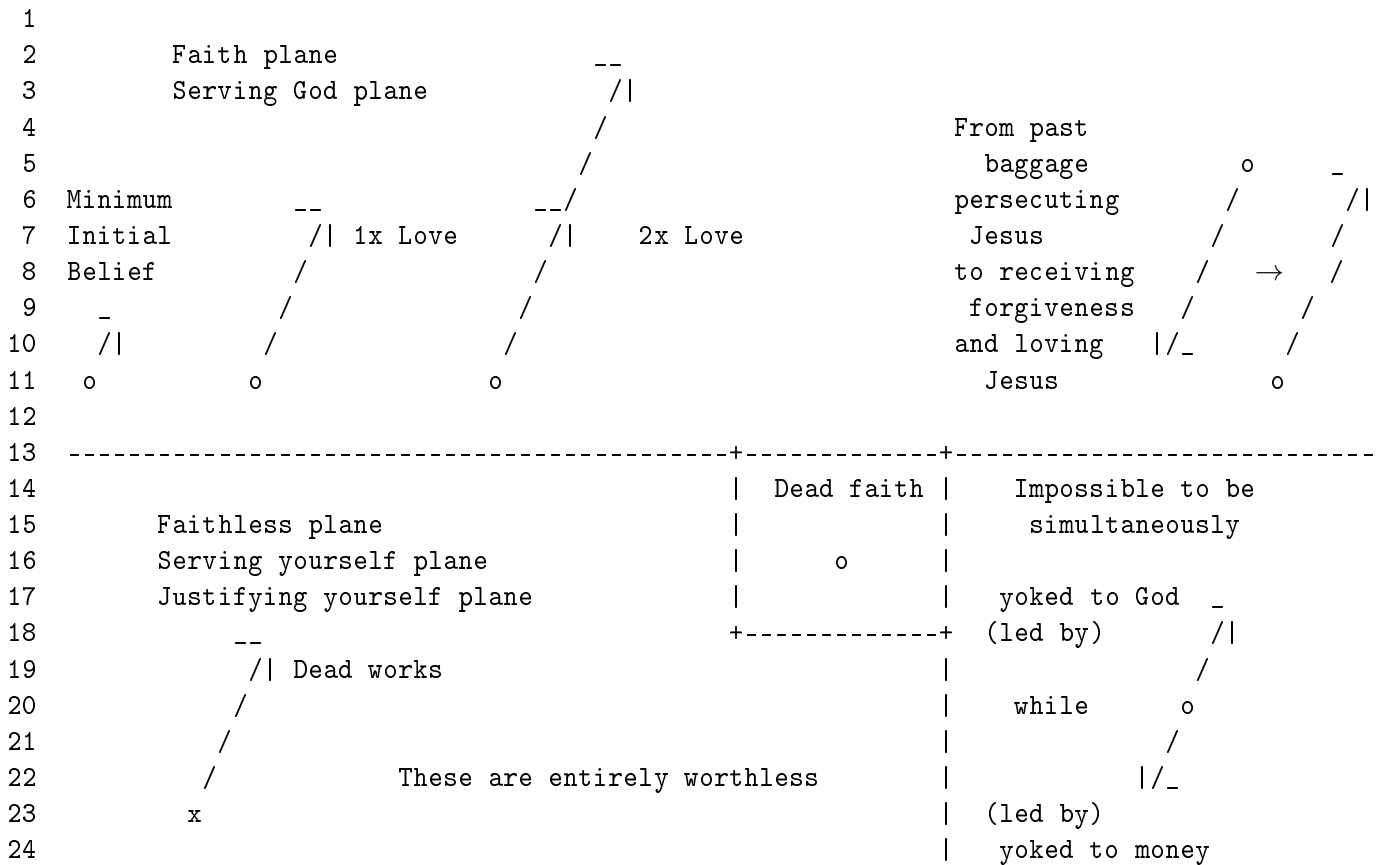 1
2 Faith plane __
3 Serving God plane /|
4 / From past
5 / baggage o _
6 Minimum __ __/ persecuting / /|
7 Initial /| 1x Love /| 2x Love Jesus / /
8 Belief / / to receiving / → /
9 _ / / forgiveness / /
10 /| / / and loving |/_ /
11 o o o Jesus o
12
13 --------------------------------------------+-------------+----------------------------
14 | Dead faith | Impossible to be
15 Faithless plane | | simultaneously
16 Serving yourself plane | o |
17 Justifying yourself plane | | yoked to God _
18 __ +-------------+ (led by) /|
19 /| Dead works | /
20 / | while o
21 / | /
22 / These are entirely worthless | |/_
23 x | (led by)
24 | yoked to money